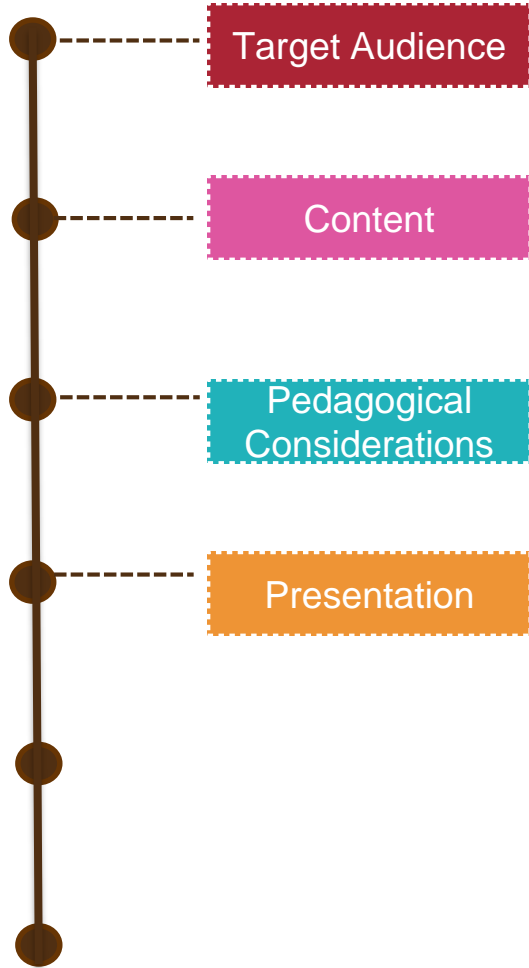 Target Audience
Content
Pedagogical
Considerations
Presentation